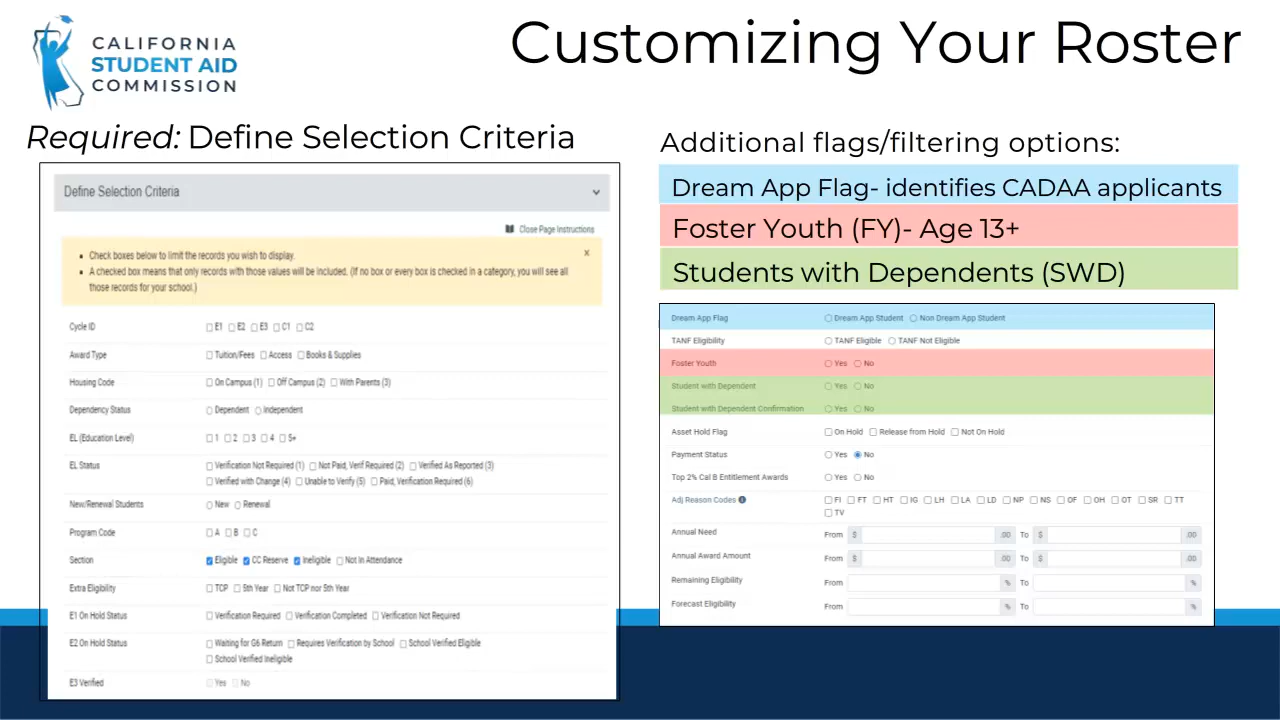 CALIFORNIA
STUDENT AID
COMMISSION
Customizing Your Roster
Required: Define Selection Criteria
Define Selection Criteria
Close Page Instructions
Check boxes below to limit the records you wish to display.
x
A checked box means that only records with those values will be included. (If no box or every box is checked in a category, you will see all
those records for your school.)
Cycle ID E1 E2 E3 C1 C2
Award Type Tuition/Fees Access Books & Supplies
Housing Code On Campus (1) Off Campus (2) With Parents (3)
Dependency Status Dependent Independent
EL (Education Level) 1 2 3 4 5+
EL Status Verification Not Required (1) Not Paid, Verif Required (2) Verified As Reported (3)
Verified with Change (4) Unable to Verify (5) Paid, Verification Required (6)
New/Renewal Students New Renewal
Program Code A B C
Section Eligible CC Reserve Ineligible Not In Attendance
Extra Eligibility TCP 5th Year Not TCP nor 5th Year
E1 On Hold Status Verification Required Verification Completed Verification Not Required
E2 On Hold Status Waiting for G6 Return Requires Verification by School School Verified Eligible
School Verified Ineligible
E3 Verified Yes No
Additional flags/filtering options:
Dream App Flag- identifies CADAA applicants
Foster Youth (FY)- Age 13+
Students with Dependents (SWD)
Dream App Flag Dream App Student Non Dream App Student
TANF Eligibility TANF Eligible TANF Not Eligible
Foster Youth Yes No
Student with Dependent Yes No
Student with Dependent Confirmation Yes No
Asset Hold Flag On Hold Release from Hold Not On Hold
Payment Status Yes No
Top 2% Cal B Entitlement Awards Yes No
Adj Reason Codes FI FT HT IG LH LA LD NP NS OF OH OT SR TT
TV
Annual Need From $ .00 To $ .00
Annual Award Amount From $ .00 To $ .00
Remaining Eligibility From % To %
Forecast Eligibility From % To %